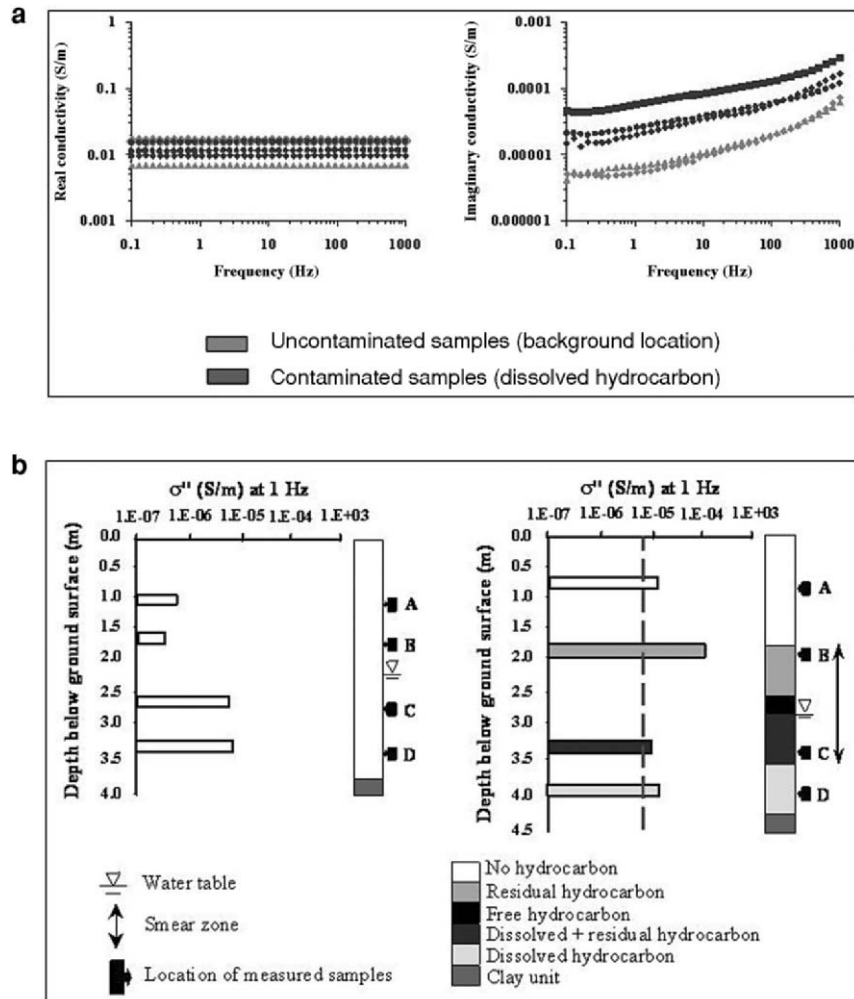 a
Real conductivity (S/m)
1
0.1
0.01
0.001
0.1 1 10 100 1000
Frequency (Hz)
Imaginary conductivity (S/m)
0.001
0.0001
0.00001
0.000001
0.1 1 10 100 1000
Frequency (Hz)
Uncontaminated samples (background location)
Contaminated samples (dissolved hydrocarbon)
b
σ" (S/m) at 1 Hz
1.E-07 1.E-06 1.E-05 1.E-04 1.E+03
Depth below ground surface (m)
0.0
0.5
1.0
1.5
2.0
2.5
3.0
3.5
4.0
A
B
C
D
σ" (S/m) at 1 Hz
1.E-07 1.E-06 1.E-05 1.E-04 1.E+03
Depth below ground surface (m)
0.0
0.5
1.0
1.5
2.0
2.5
3.0
3.5
4.0
4.5
A
B
C
D
Water table
Smear zone
Location of measured samples
No hydrocarbon
Residual hydrocarbon
Free hydrocarbon
Dissolved + residual hydrocarbon
Dissolved hydrocarbon
Clay unit